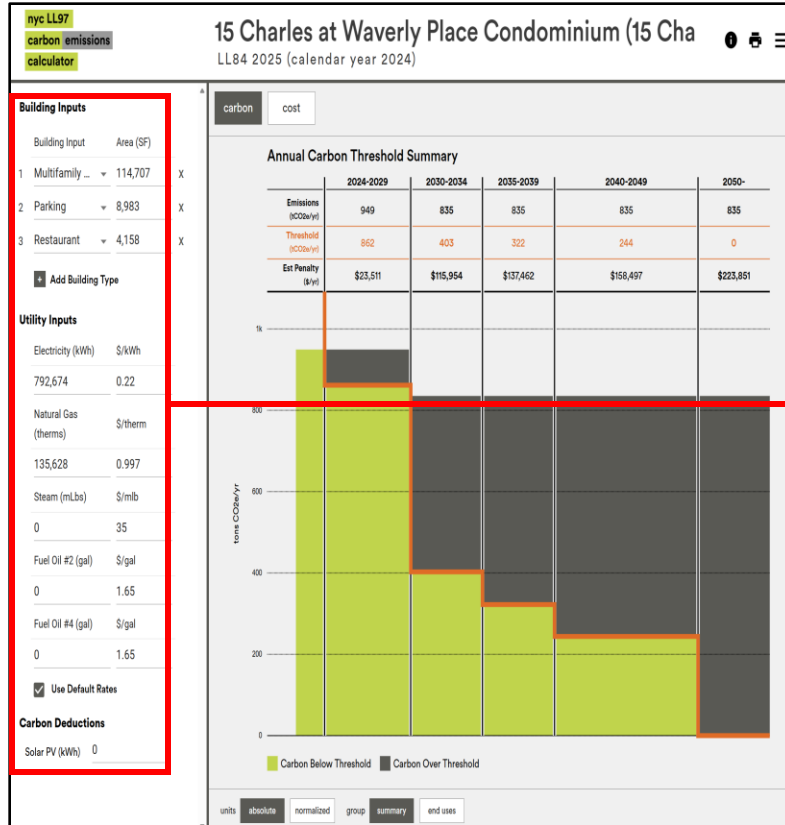 nyc LL97
carbon emissions
calculator
15 Charles at Waverly Place Condominium (15 Cha
LL84 2025 (calendar year 2024)
Building Inputs
Building Input Area (SF)
1 Multifamily ... 114,707 X
2 Parking 8,983 X
3 Restaurant 4,158 X
+ Add Building Type
Utility Inputs
Electricity (kWh) $/kWh
792,674 0.22
Natural Gas
(therms) $/therm
135,628 0.997
Steam (mLbs) $/mlb
0 35
Fuel Oil #2 (gal) $/gal
0 1.65
Fuel Oil #4 (gal) $/gal
0 1.65
Use Default Rates
Carbon Deductions
Solar PV (kWh) 0
carbon cost
Annual Carbon Threshold Summary
2024-2029 2030-2034 2035-2039 2040-2049 2050-
Emissions
(tCO2e/yr) 949 835 835 835 835
Threshold
(tCO2e/yr) 862 403 322 244 0
Est Penalty
($/yr) $23,511 $115,954 $137,462 $158,497 $223,851
1k
800
600
400
200
0
tons CO2e/yr
Carbon Below Threshold Carbon Over Threshold
units absolute normalized group summary end uses